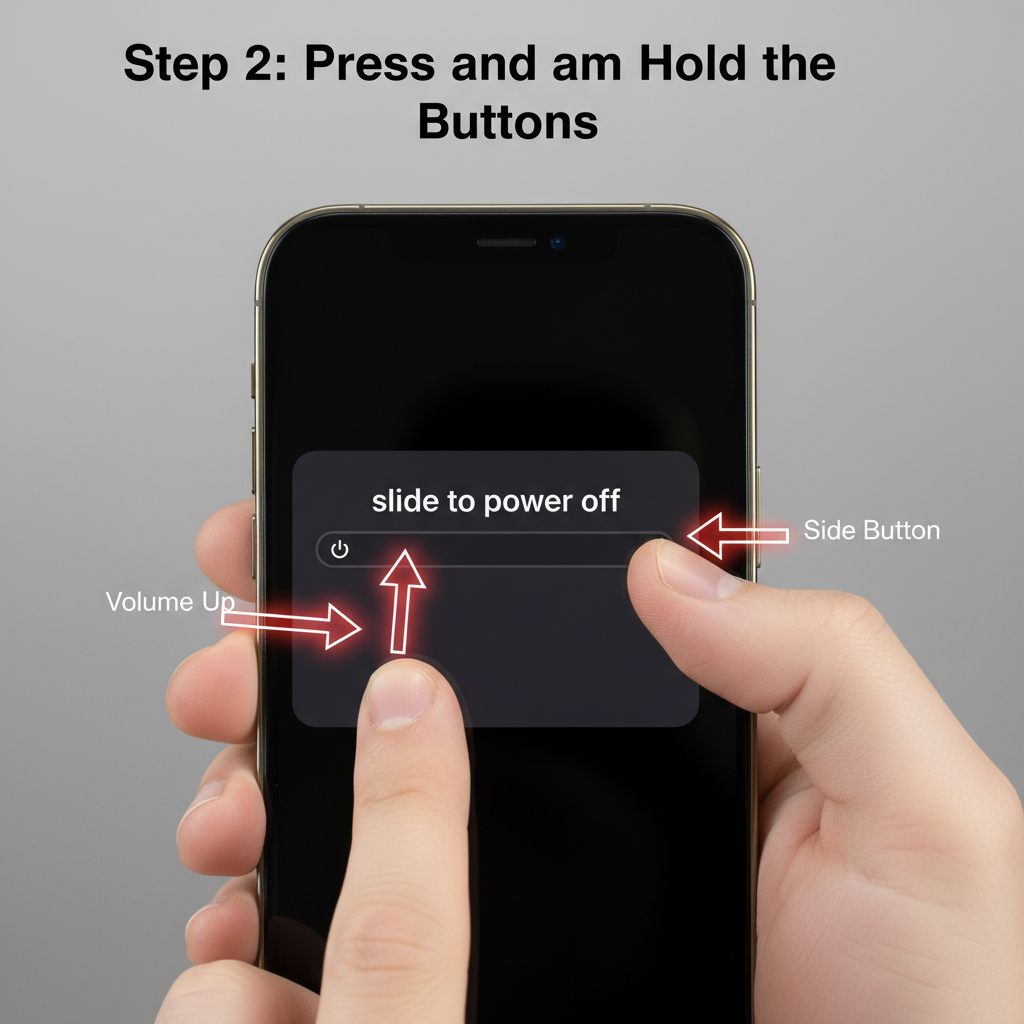 Step 2: Press and am Hold the
Buttons
slide to power off
Side Button
Volume Up